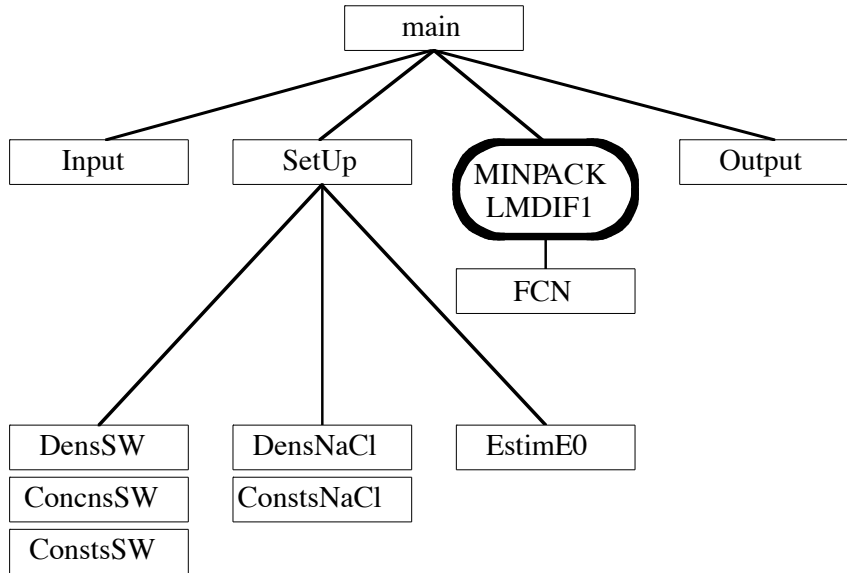 main
Input
SetUp
MINPACK
LMDIF1
Output
FCN
DensSW
DensNaCl
EstimE0
ConcnsSW
ConstsNaCl
ConstsSW